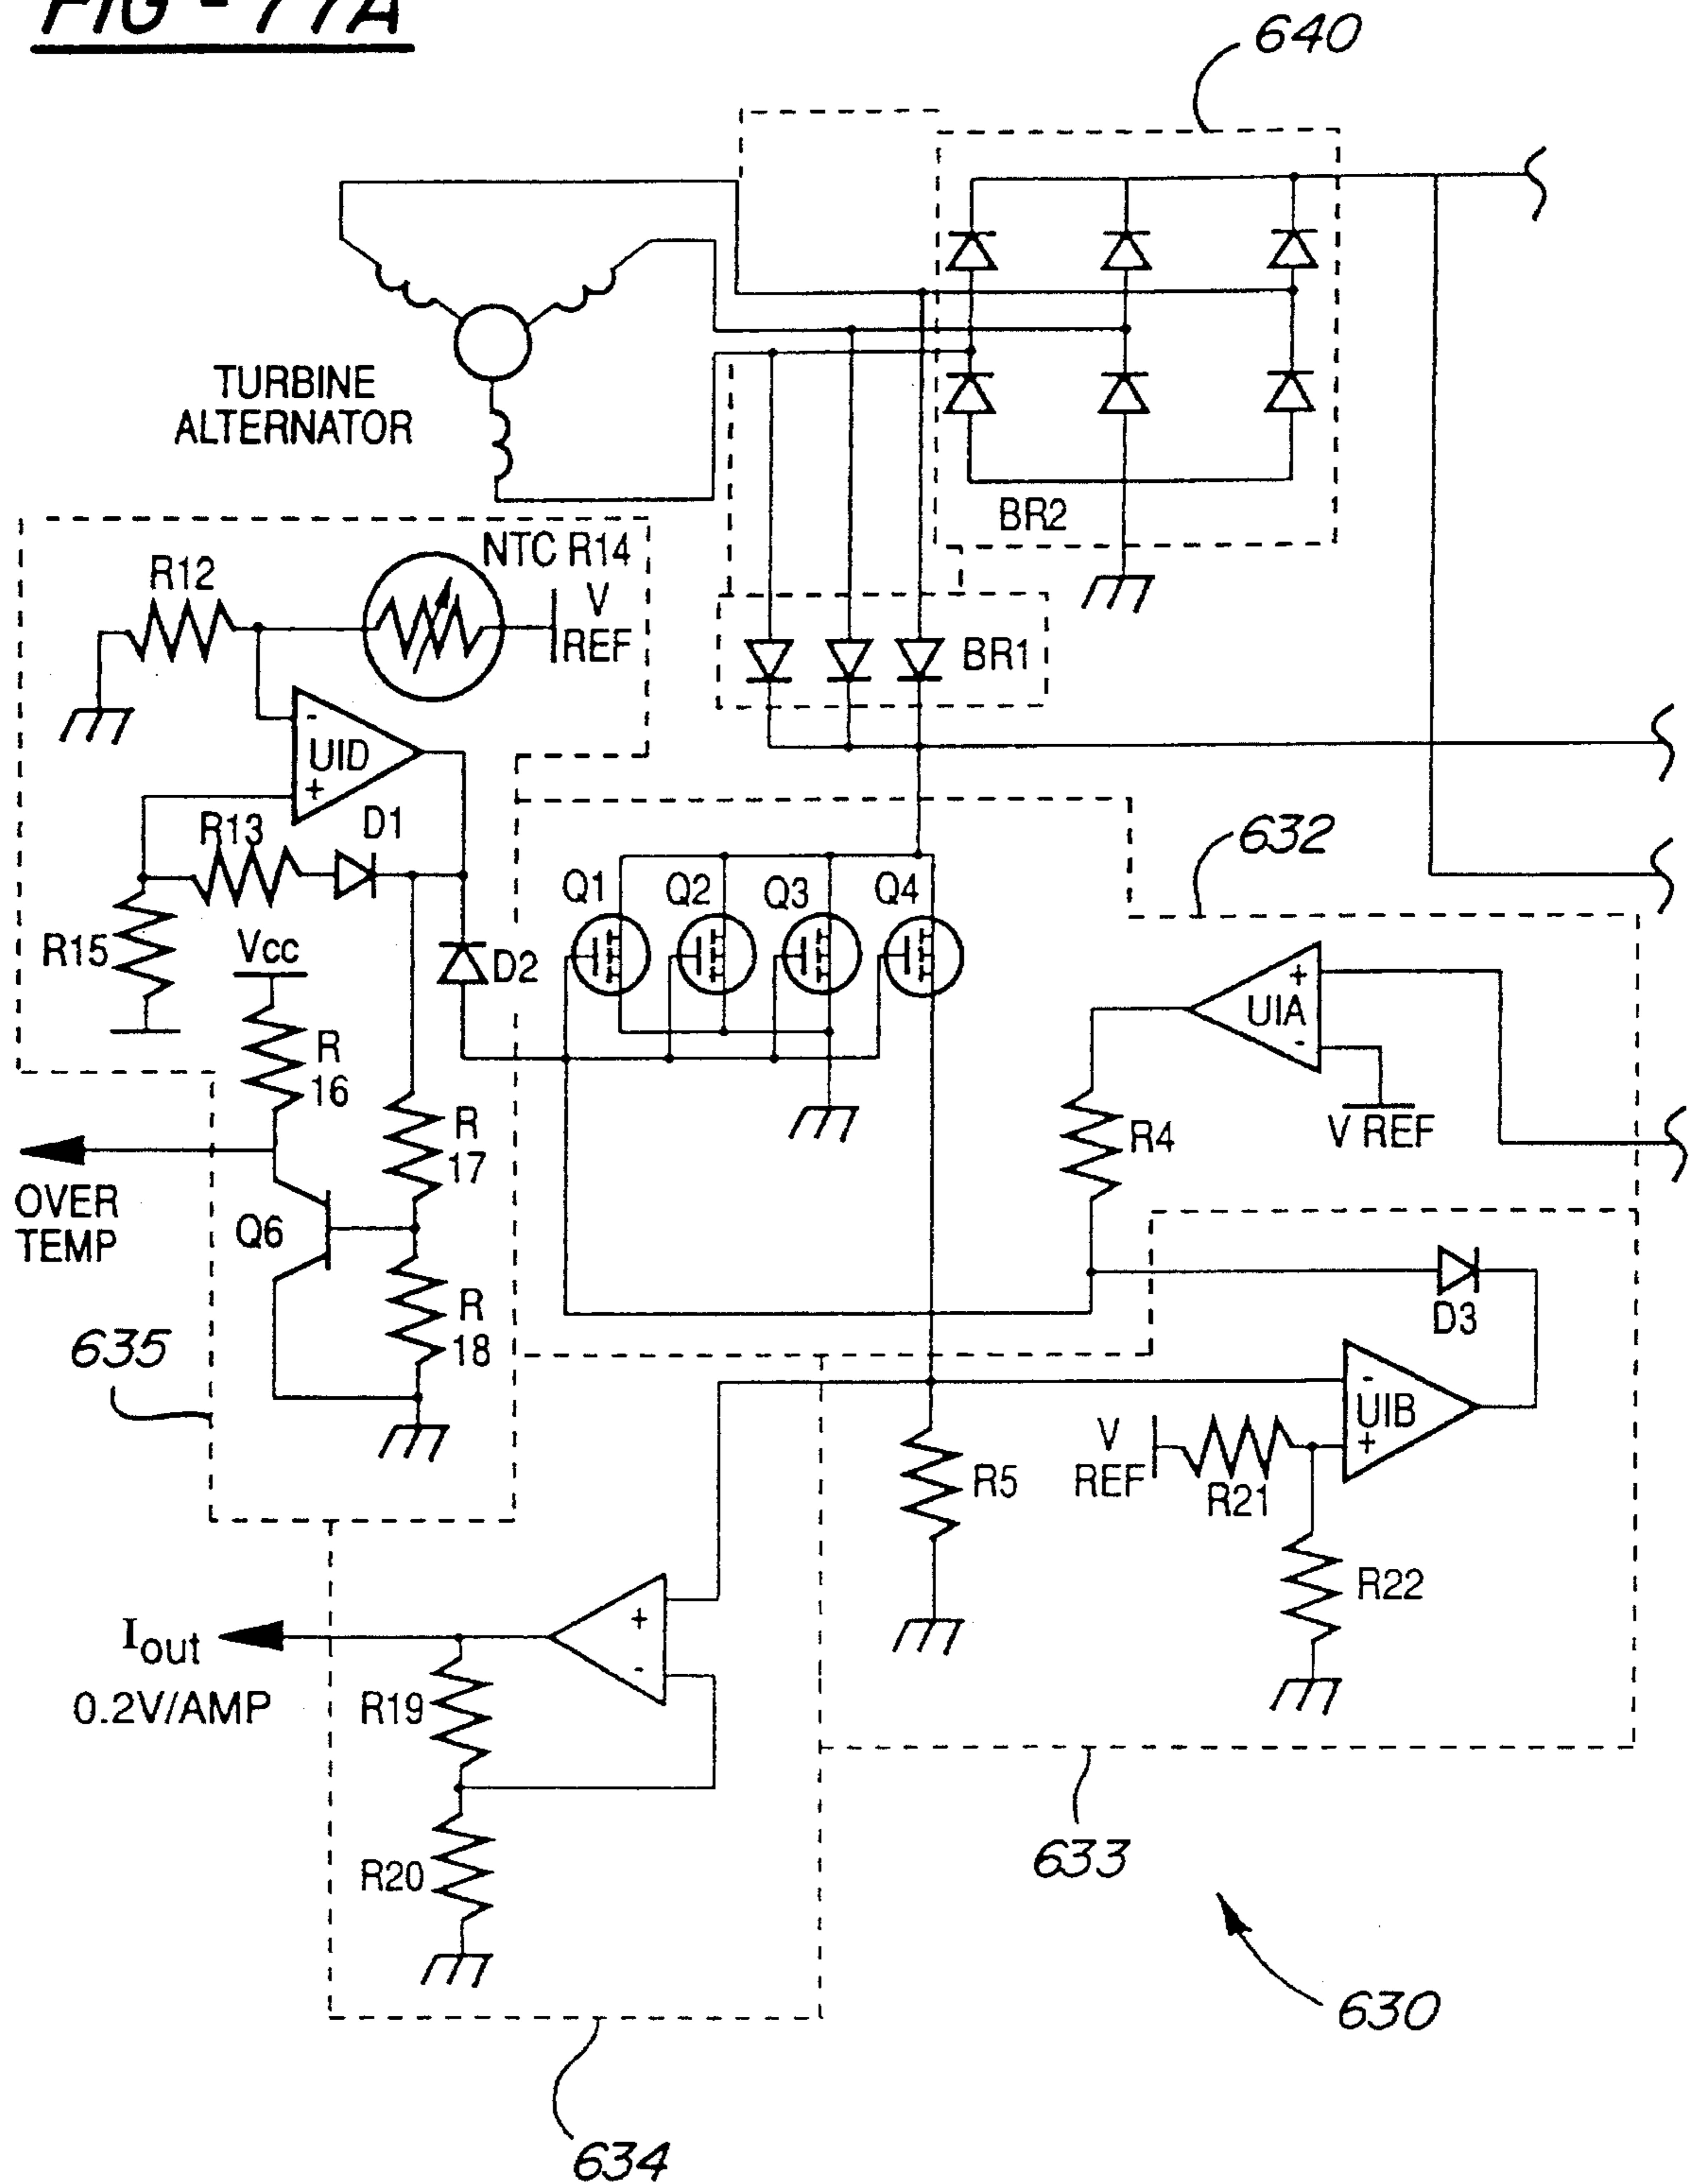 FIG - 77A
640
TURBINE
ALTERNATOR
BR2
NTC R14
R12
V
REF
BR1
-
UID
+
R13
D1
632
Q1
Q2
Q3
Q4
R15
Vcc
D2
+
UIA
-
R
16
R
17
R4
V REF
OVER
TEMP
Q6
D3
R
18
635
-
UIB
+
V
REF
R5
R21
R22
+
-
Iout
0.2V/AMP
R19
633
R20
630
634